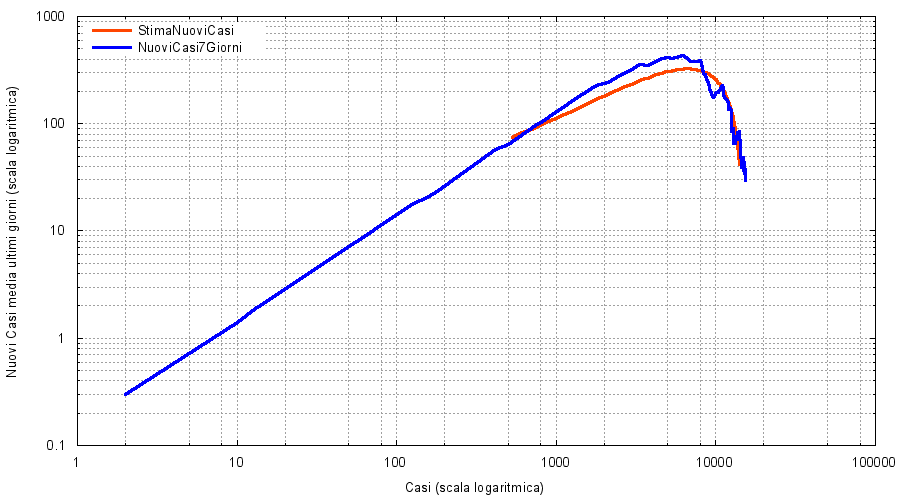 1000
StimaNuoviCasi
NuoviCasi7Giorni
100
10
1
0.1
Nuovi Casi media ultimi giorni (scala logaritmica)
1 10 100 1000 10000 100000
Casi (scala logaritmica)